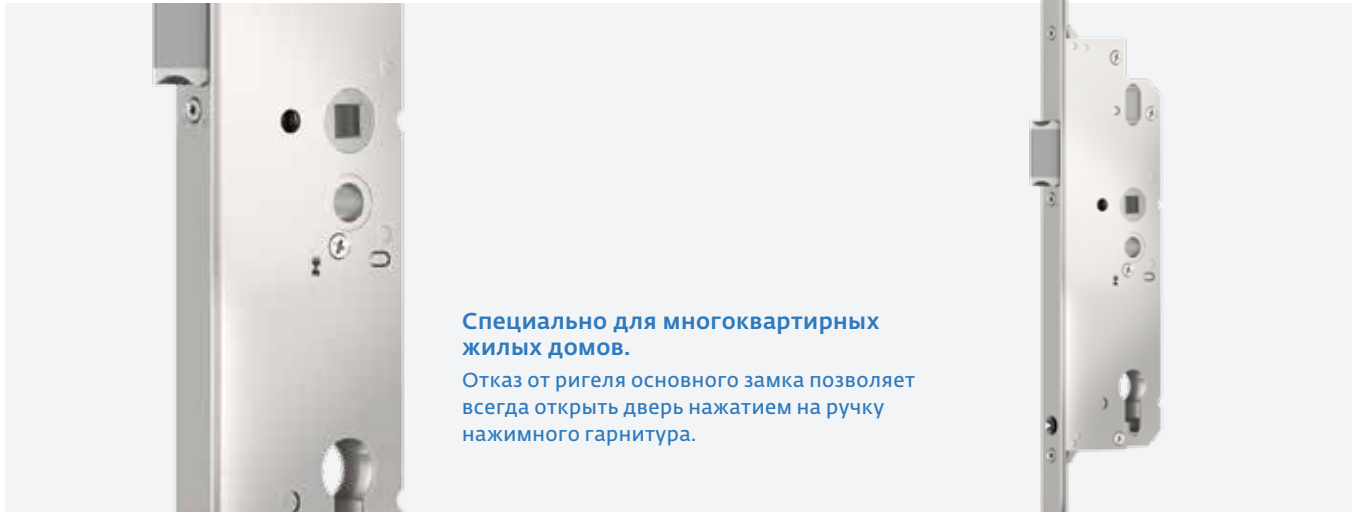 Специально для многоквартирных
жилых домов.
Отказ от ригеля основного замка позволяет
всегда открыть дверь нажатием на ручку
нажимного гарнитура.